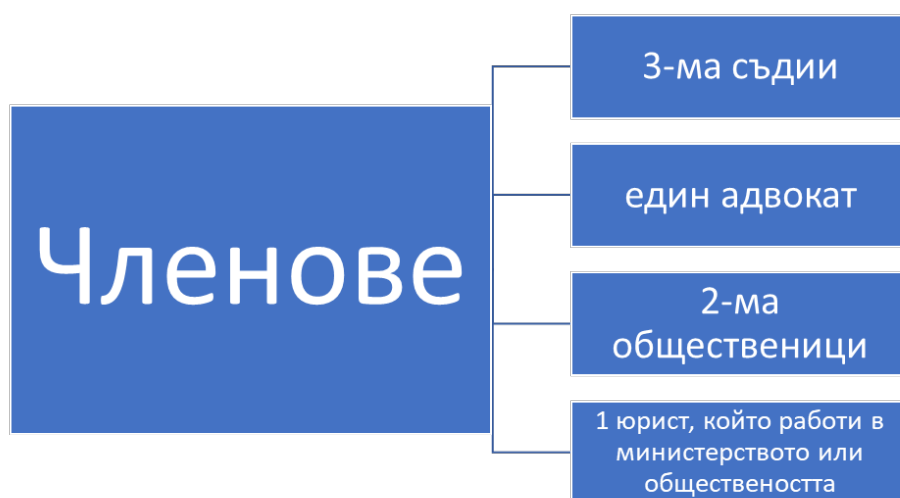 Членове
3-ма съдии
един адвокат
2-ма
общественици
1 юрист, който работи в
министерството или
обществеността